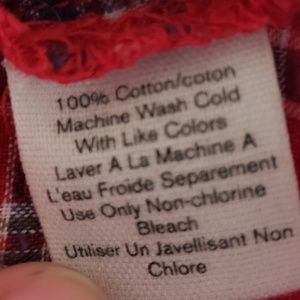 100% Cotton/coton
Machine Wash Cold
With Like Colors
Laver A La Machine A
L'eau Froide Separement
Use Only Non-chlorine
Bleach
Utiliser Un Javellisant Non
Chlore